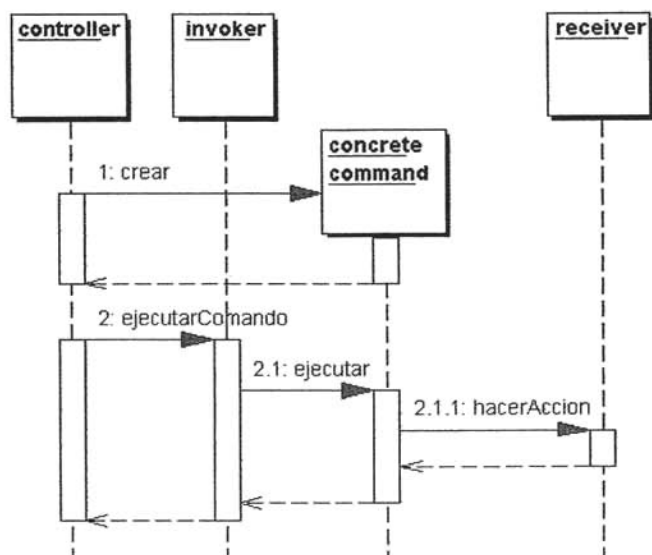 controller
invoker
receiver
concrete
command
1: crear
2: ejecutarComando
2.1: ejecutar
2.1.1: hacerAccion